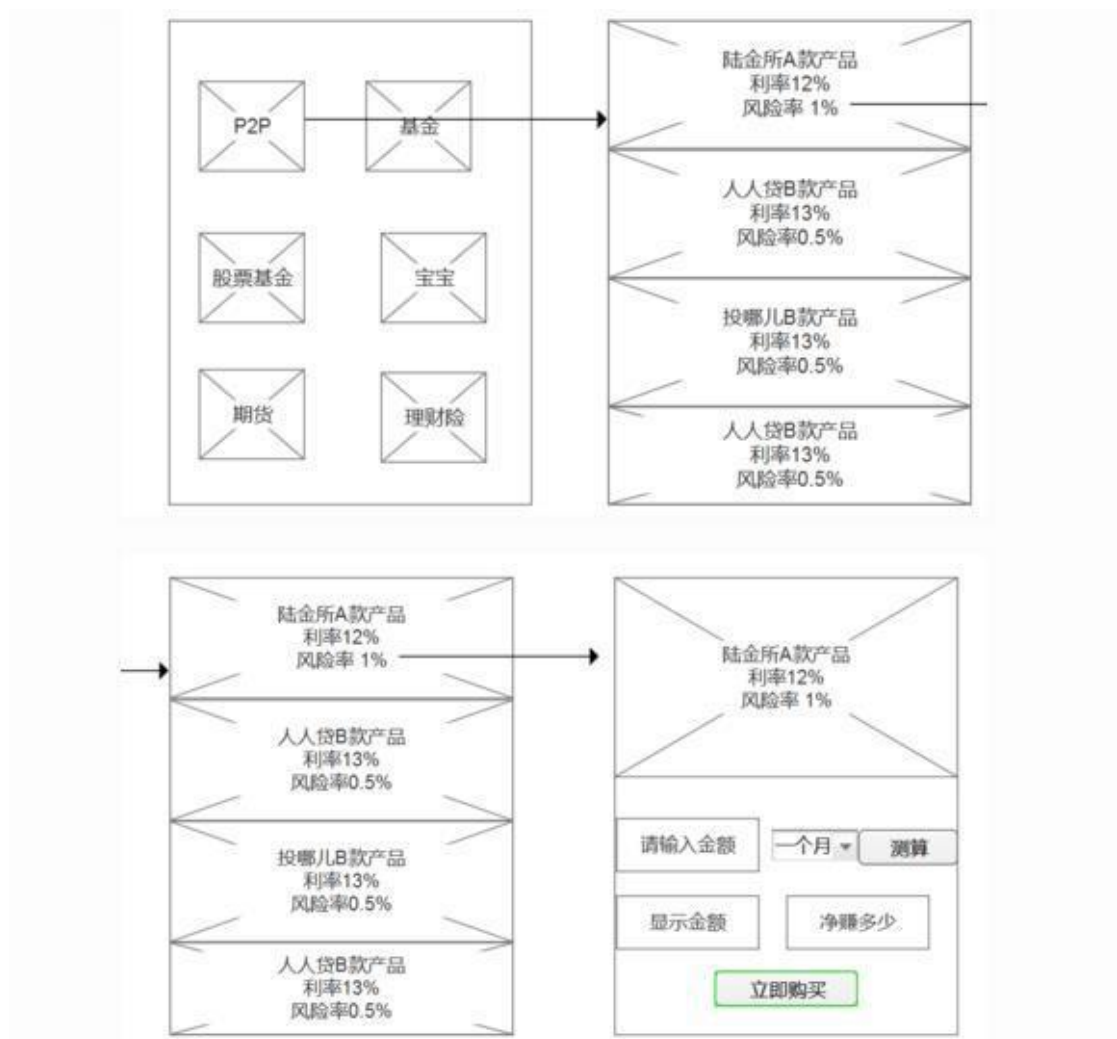 P2P
基金
股票基金
宝宝
期货
理财险
陆金所A款产品
利率12%
风险率 1%
人人贷B款产品
利率13%
风险率0.5%
投哪儿B款产品
利率13%
风险率0.5%
人人贷B款产品
利率13%
风险率0.5%
陆金所A款产品
利率12%
风险率 1%
人人贷B款产品
利率13%
风险率0.5%
投哪儿B款产品
利率13%
风险率0.5%
人人贷B款产品
利率13%
风险率0.5%
陆金所A款产品
利率12%
风险率 1%
请输入金额
一个月
测算
显示金额
净赚多少
立即购买